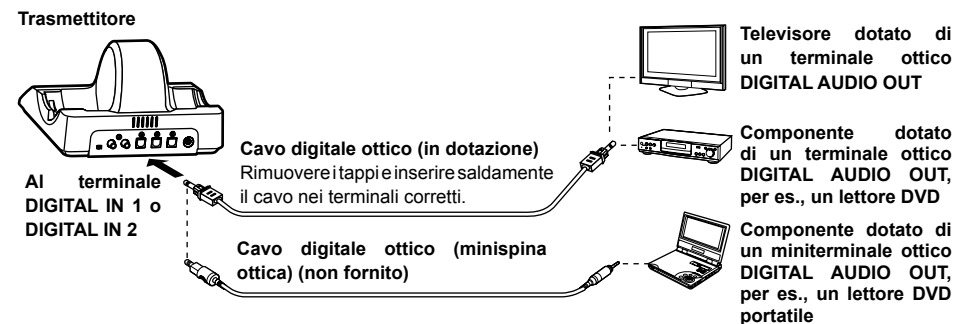 Trasmettitore
Al terminale
DIGITAL IN 1 o
DIGITAL IN 2
Cavo digitale ottico (in dotazione)
Rimuovere i tappi e inserire saldamente
il cavo nei terminali corretti.
Cavo digitale ottico (minispina
ottica) (non fornito)
Televisore dotato di
un terminale ottico
DIGITAL AUDIO OUT
Componente dotato
di un terminale ottico
DIGITAL AUDIO OUT,
per es., un lettore DVD
Componente dotato di
un miniterminale ottico
DIGITAL AUDIO OUT,
per es., un lettore DVD
portatile